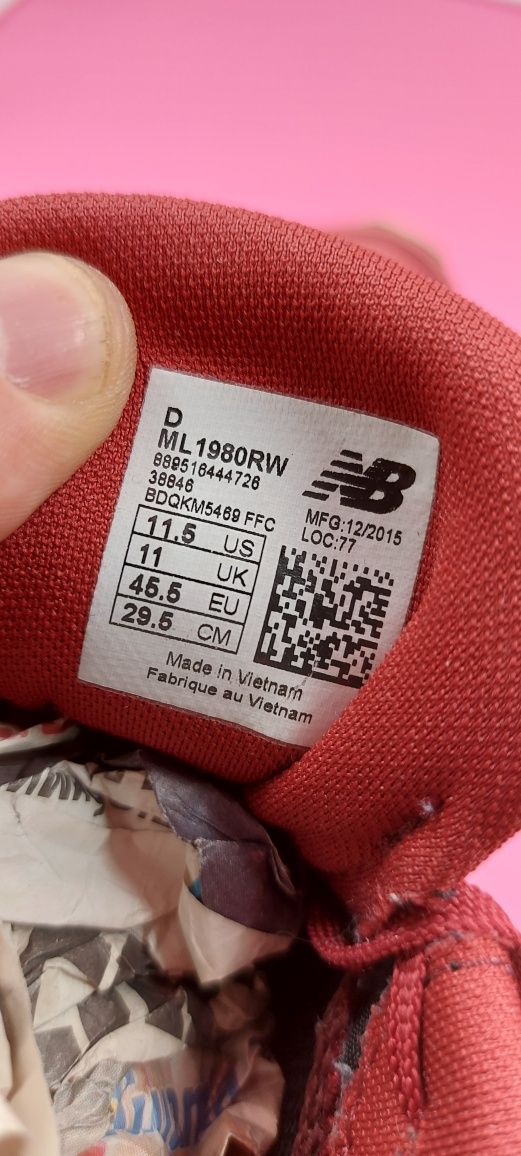 D
ML1980RW
889516444726
38846
BDQKM5469 FFC
NB
MFG:12/2015
LOC:77
11.5 US
11 UK
45.5 EU
29.5 CM
Made in Vietnam
Fabrique au Vietnam